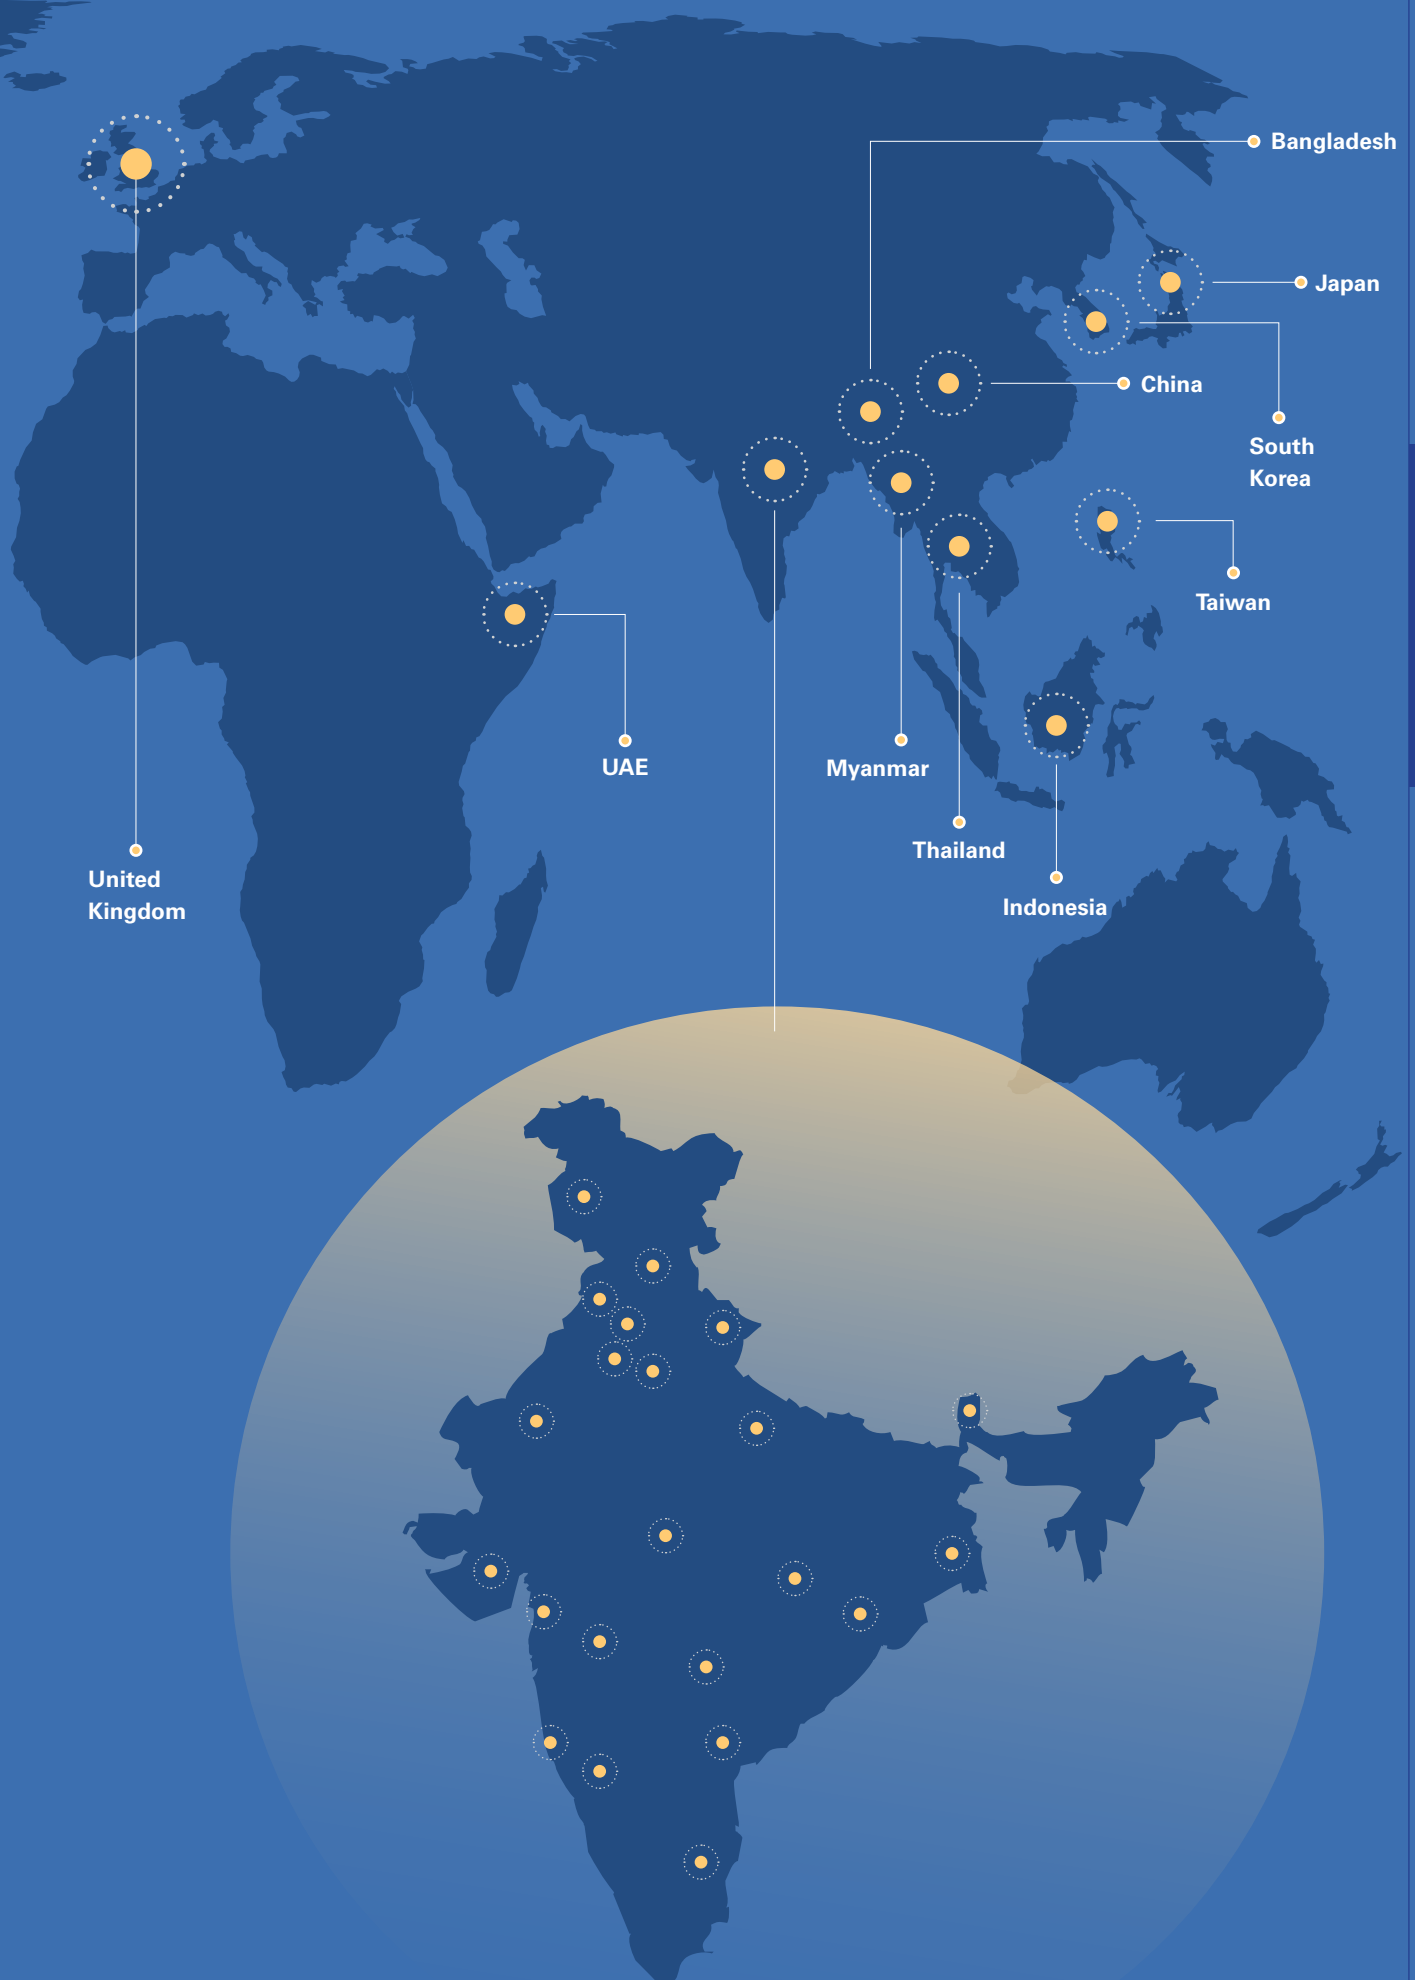 Bangladesh
Japan
China
South
Korea
Taiwan
UAE
Myanmar
Thailand
United
Kingdom
Indonesia